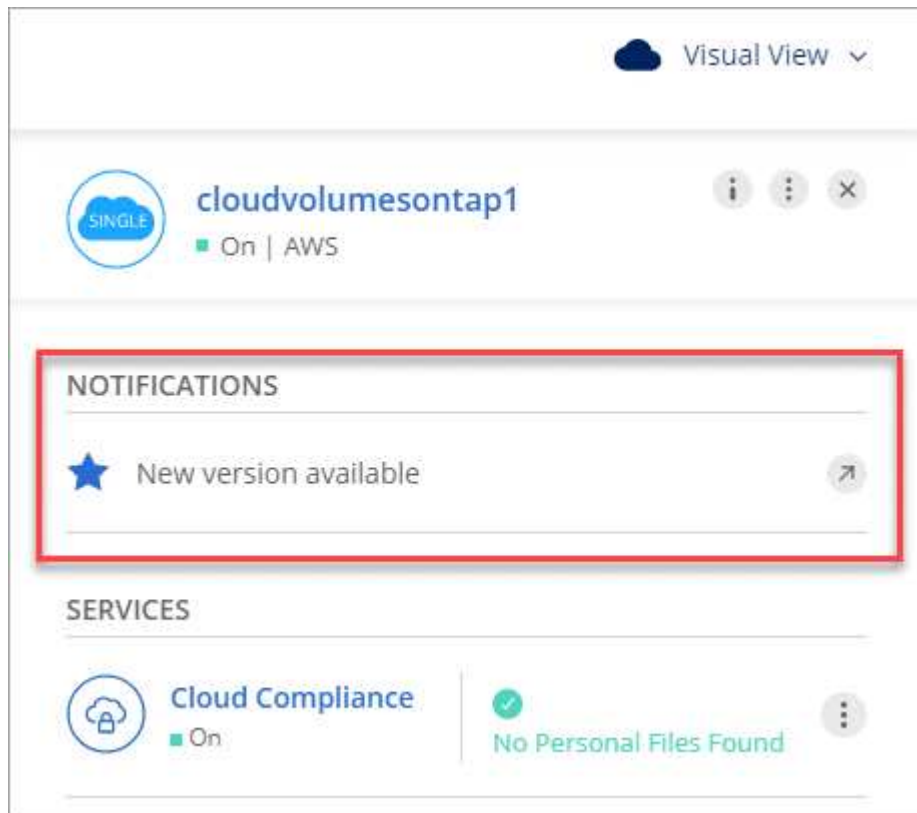 Visual View
SINGLE
cloudvolumesontap1
On | AWS
NOTIFICATIONS
New version available
SERVICES
Cloud Compliance
On
No Personal Files Found